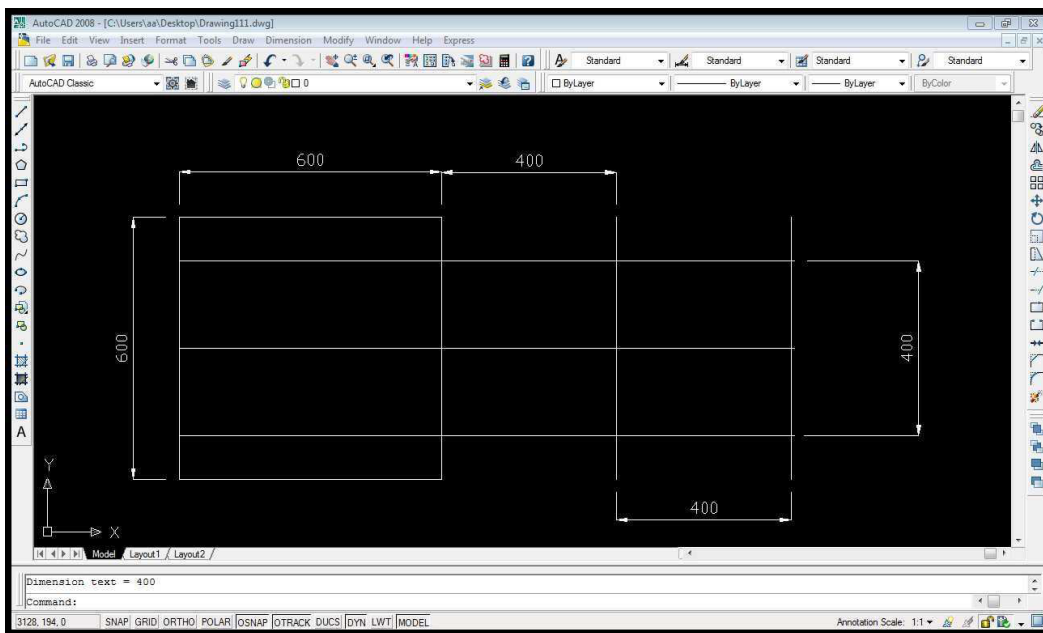 AutoCAD 2008 - [C:\Users\aa\Desktop\Drawing111.dwg]
File Edit View Insert Format Tools Draw Dimension Modify Window Help Express
Standard Standard Standard Standard
AutoCAD Classic 0 ByLayer ByLayer ByLayer ByColor
600 400
600
400
400
Y
X
A
Model Layout1 Layout2
Dimension text = 400
Command:
3128, 194, 0 SNAP GRID ORTHO POLAR OSNAP OTRACK DUCS DYN LWT MODEL Annotation Scale: 1:1